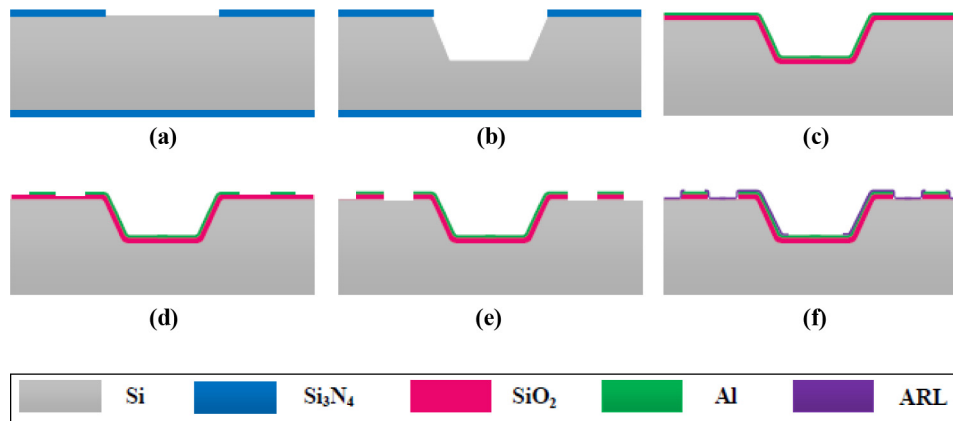 (a) (b) (c)
(d) (e) (f)
Si Si₃N₄ SiO₂ Al ARL